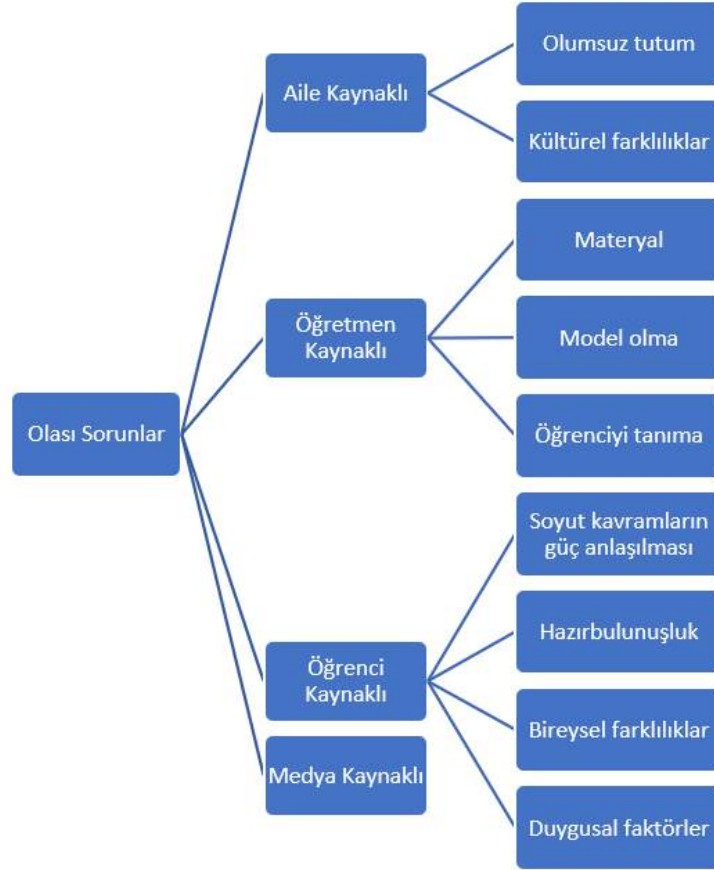 Olası Sorunlar
Aile Kaynaklı
Olumsuz tutum
Kültürel farklılıklar
Öğretmen
Kaynaklı
Materyal
Model olma
Öğrenciyi tanıma
Öğrenci
Kaynaklı
Soyut kavramların
güç anlaşılması
Hazırbulunuşluk
Bireysel farklılıklar
Duygusal faktörler
Medya Kaynaklı